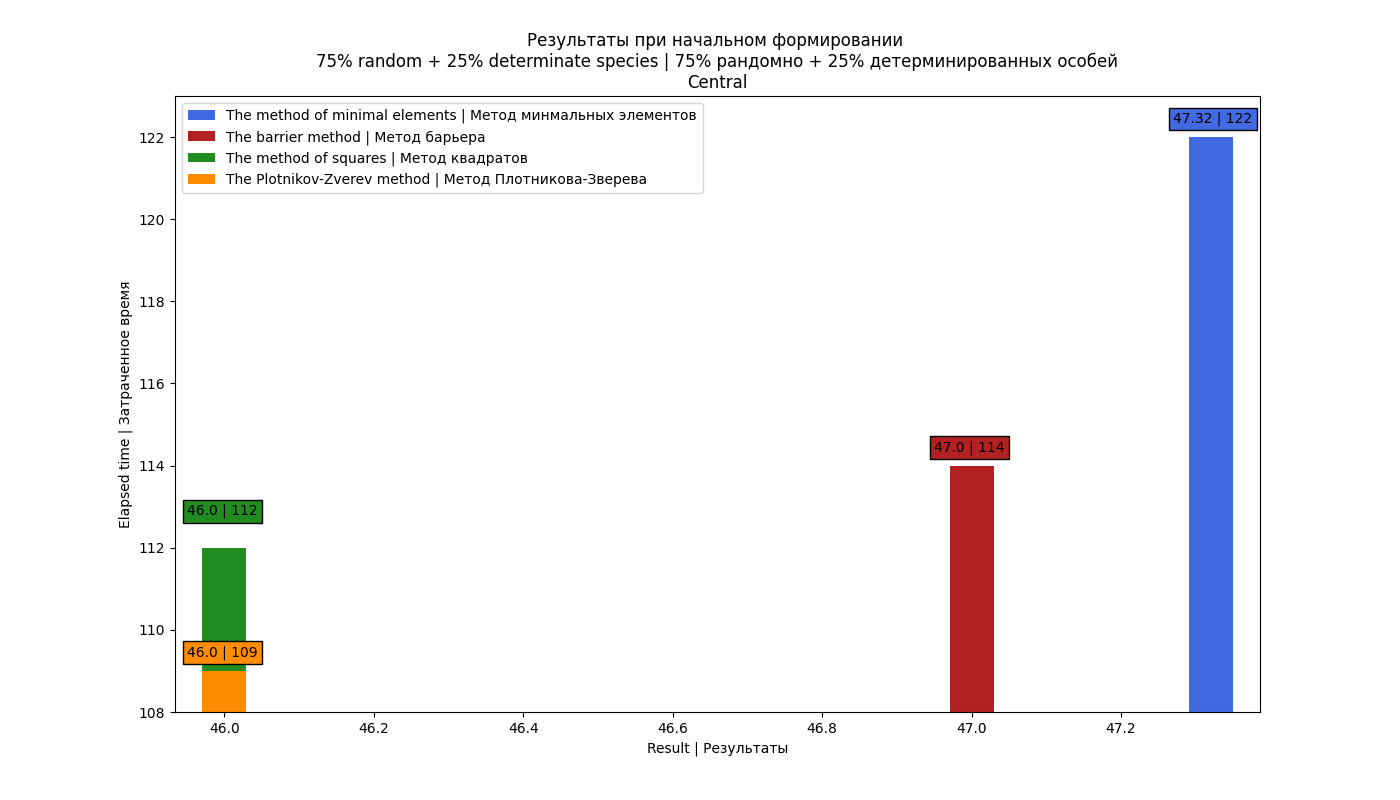 Результаты при начальном формировании
75% random + 25% determinate species | 75% рандомно + 25% детерминированных особей
Central
The method of minimal elements | Метод минмальных элементов
The barrier method | Метод барьера
The method of squares | Метод квадратов
The Plotnikov-Zverev method | Метод Плотникова-Зверева
47.32 | 122
47.0 | 114
46.0 | 112
46.0 | 109
Elapsed time | Затраченное время
122
120
118
116
114
112
110
108
46.0
46.2
46.4
46.6
46.8
47.0
47.2
Result | Результаты